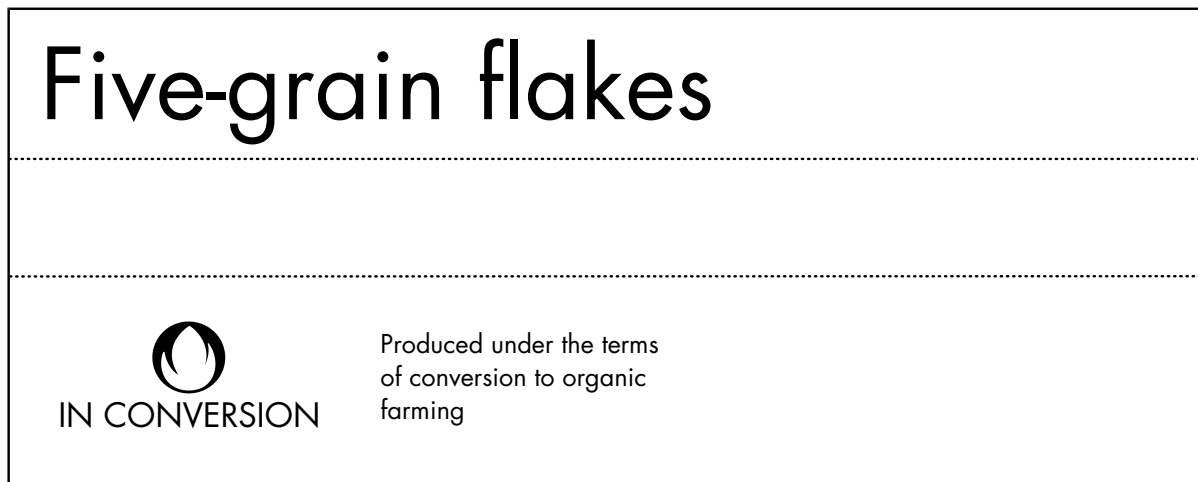 Five-grain flakes
IN CONVERSION
Produced under the terms
of conversion to organic
farming